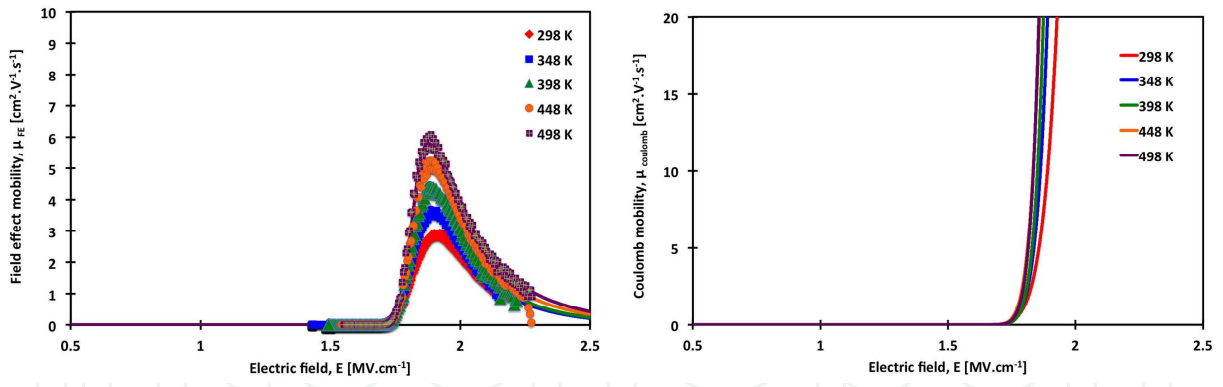 Field effect mobility, μ FE [cm².V⁻¹.s⁻¹]
10
9
8
7
6
5
4
3
2
1
0
298 K
348 K
398 K
448 K
498 K
0.5
1
1.5
2
2.5
Electric field, E [MV.cm⁻¹]
Coulomb mobility, μ coulomb [cm².V⁻¹.s⁻¹]
20
15
10
5
0
298 K
348 K
398 K
448 K
498 K
0.5
1
1.5
2
2.5
Electric field, E [MV.cm⁻¹]